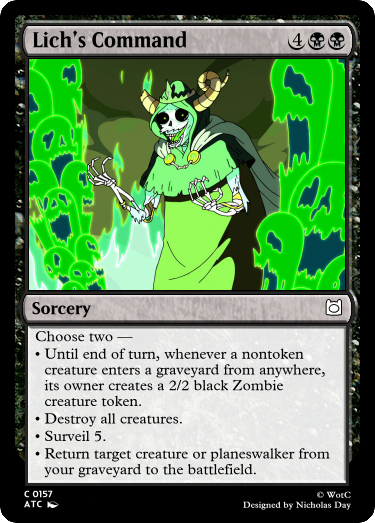 Lich's Command 4
Sorcery
Choose two —
• Until end of turn, whenever a nontoken
creature enters a graveyard from anywhere,
its owner creates a 2/2 black Zombie
creature token.
• Destroy all creatures.
• Surveil 5.
• Return target creature or planeswalker from
your graveyard to the battlefield.
C 0157
© WotC
ATC
Designed by Nicholas Day